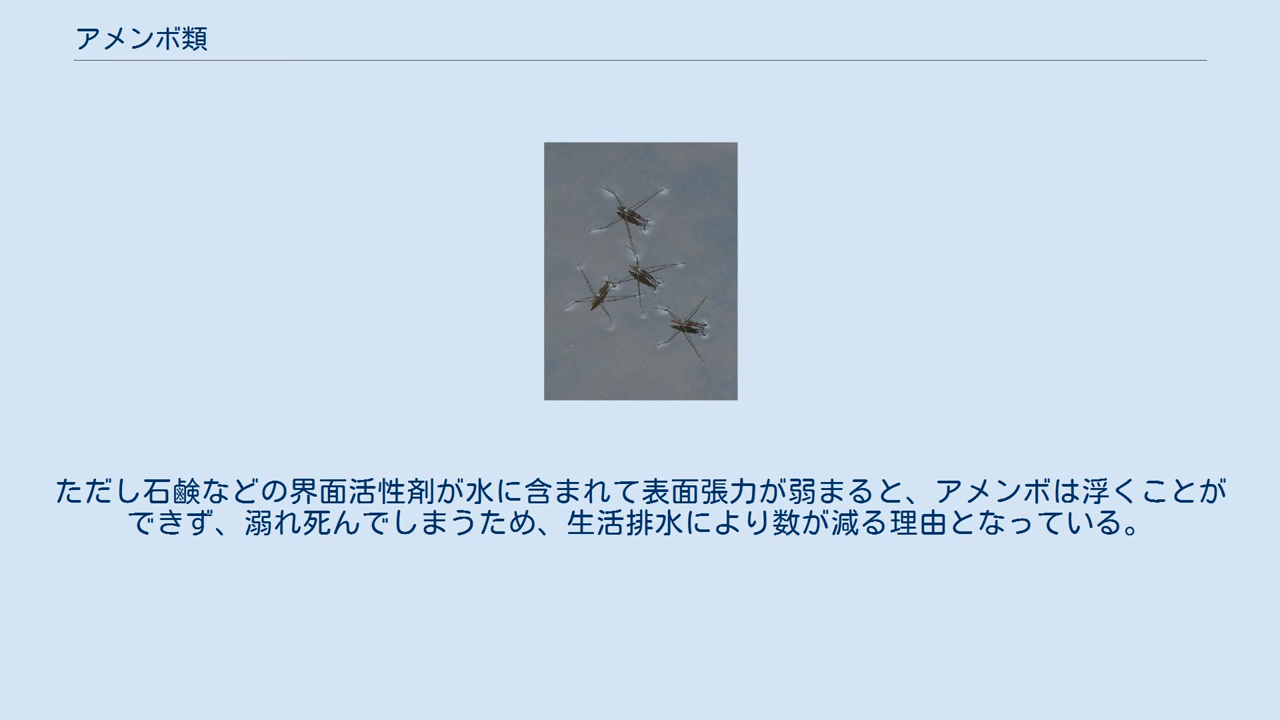 アメンボ類
ただし石鹸などの界面活性剤が水に含まれて表面張力が弱まると、アメンボは浮くことが
できず、溺れ死んでしまうため、生活排水により数が減る理由となっている。